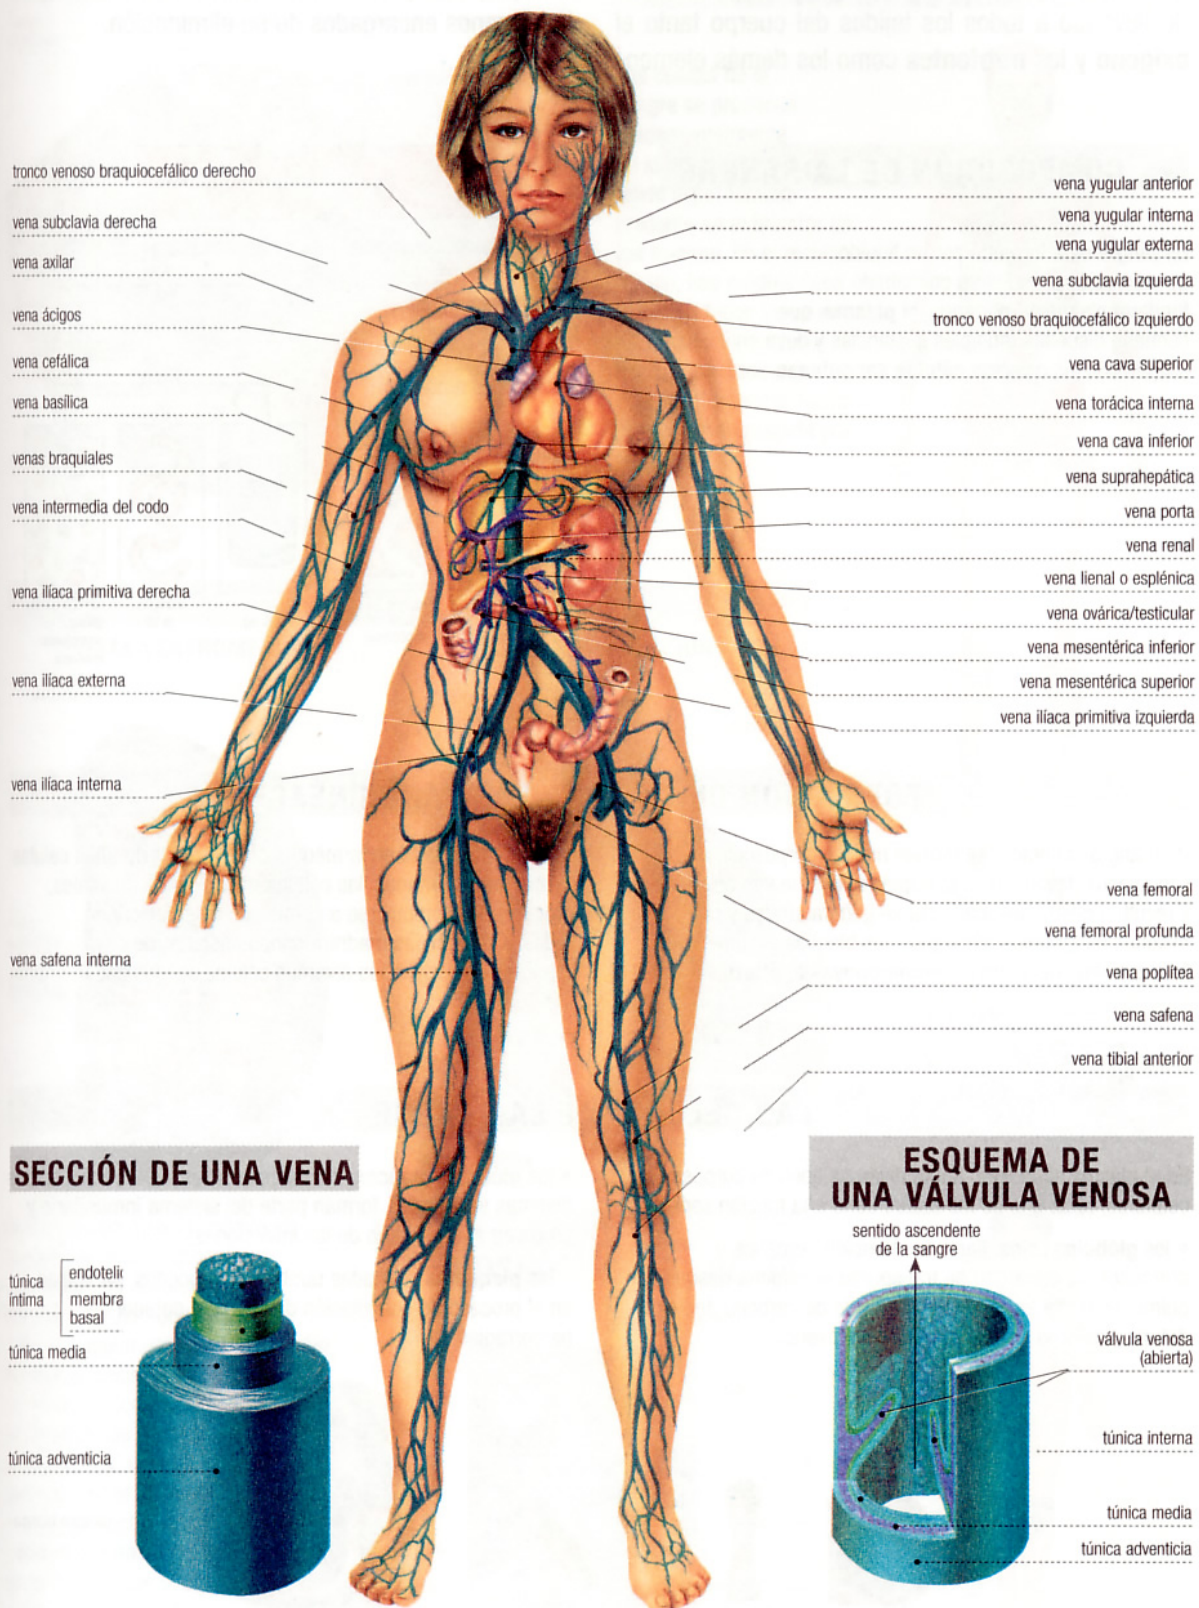 tronco venoso braquiocefálico derecho
vena subclavia derecha
vena axilar
vena ácigos
vena cefálica
vena basílica
venas braquiales
vena intermedia del codo
vena ilíaca primitiva derecha
vena ilíaca externa
vena ilíaca interna
vena safena interna
vena yugular anterior
vena yugular interna
vena yugular externa
vena subclavia izquierda
tronco venoso braquiocefálico izquierdo
vena cava superior
vena torácica interna
vena cava inferior
vena suprahepática
vena porta
vena renal
vena lienal o esplénica
vena ovárica/testicular
vena mesentérica inferior
vena mesentérica superior
vena ilíaca primitiva izquierda
vena femoral
vena femoral profunda
vena poplítea
vena safena
vena tibial anterior
SECCIÓN DE UNA VENA
túnica
íntima
endotelio
membra
basal
túnica media
túnica adventicia
ESQUEMA DE
UNA VÁLVULA VENOSA
sentido ascendente
de la sangre
válvula venosa
(abierta)
túnica interna
túnica media
túnica adventicia